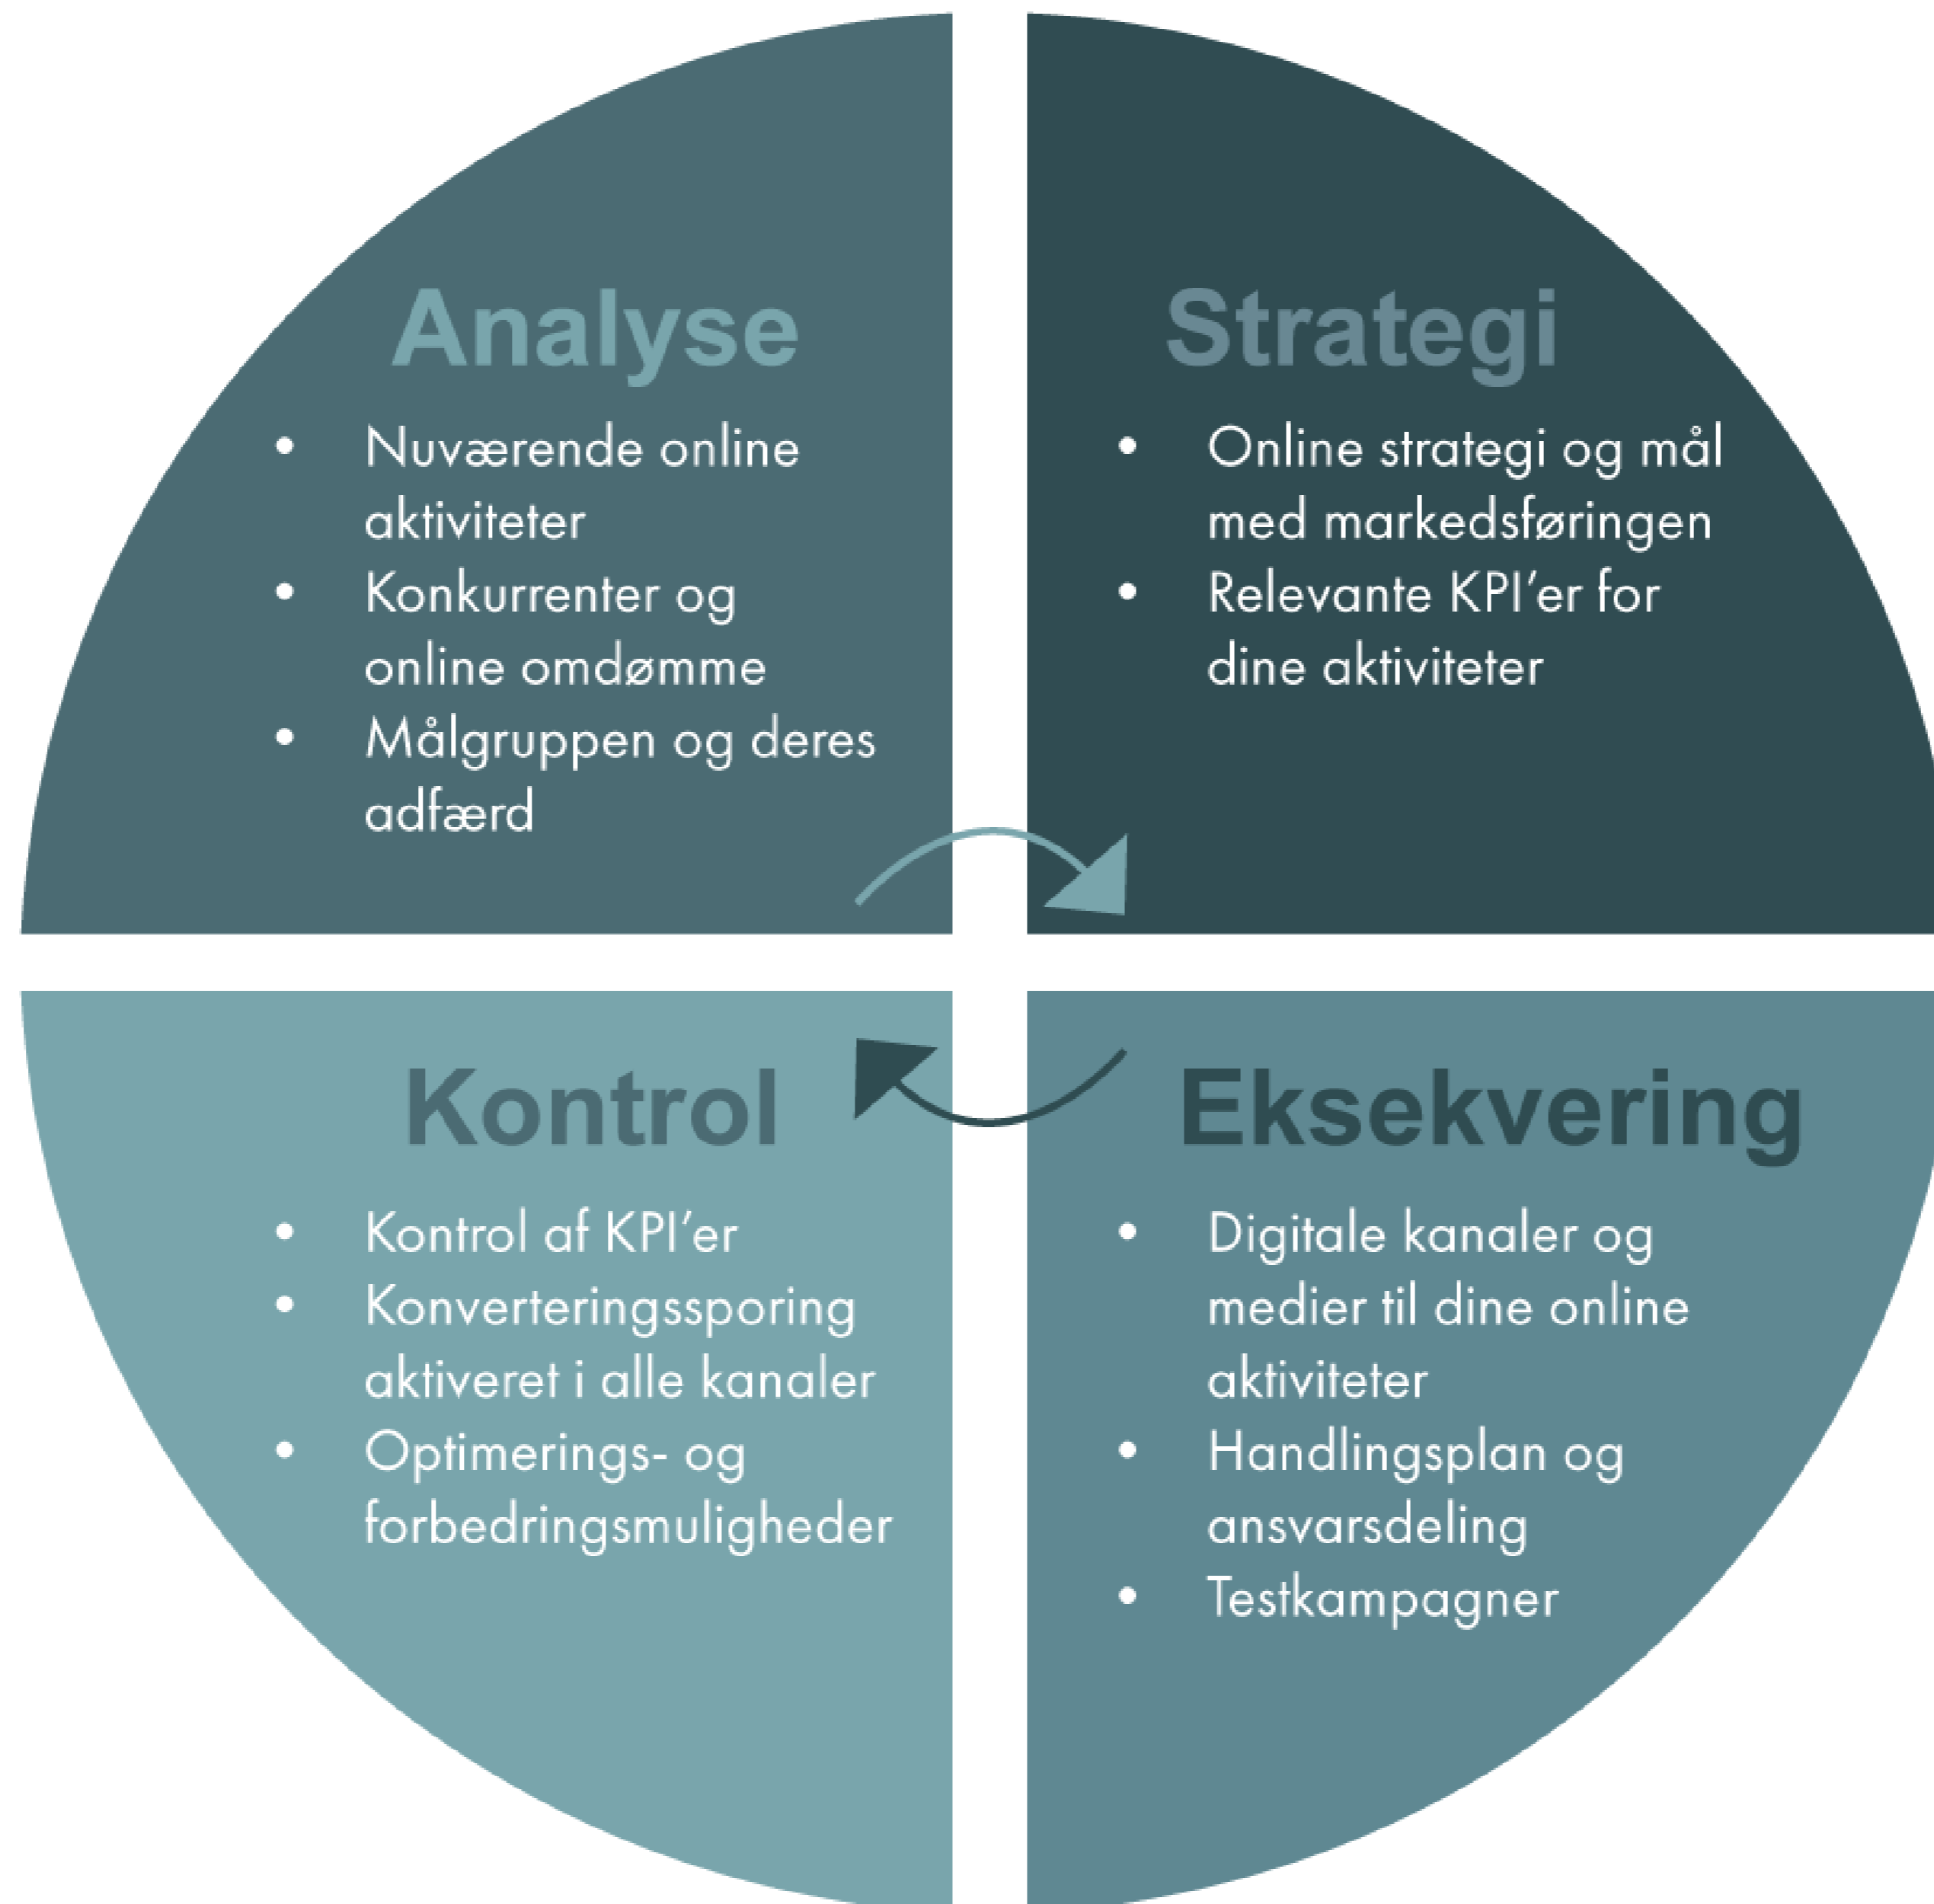 Analyse
• Nuværende online
aktiviteter
• Konkurrenter og
online omdømme
• Målgruppen og deres
adfærd
Strategi
• Online strategi og mål
med markedsføringen
• Relevante KPI’er for
dine aktiviteter
Kontrol
• Kontrol af KPI’er
• Konverteringssporing
aktiveret i alle kanaler
• Optimerings- og
forbedringsmuligheder
Eksekvering
• Digitale kanaler og
medier til dine online
aktiviteter
• Handlingsplan og
ansvarsdeling
• Testkampagner